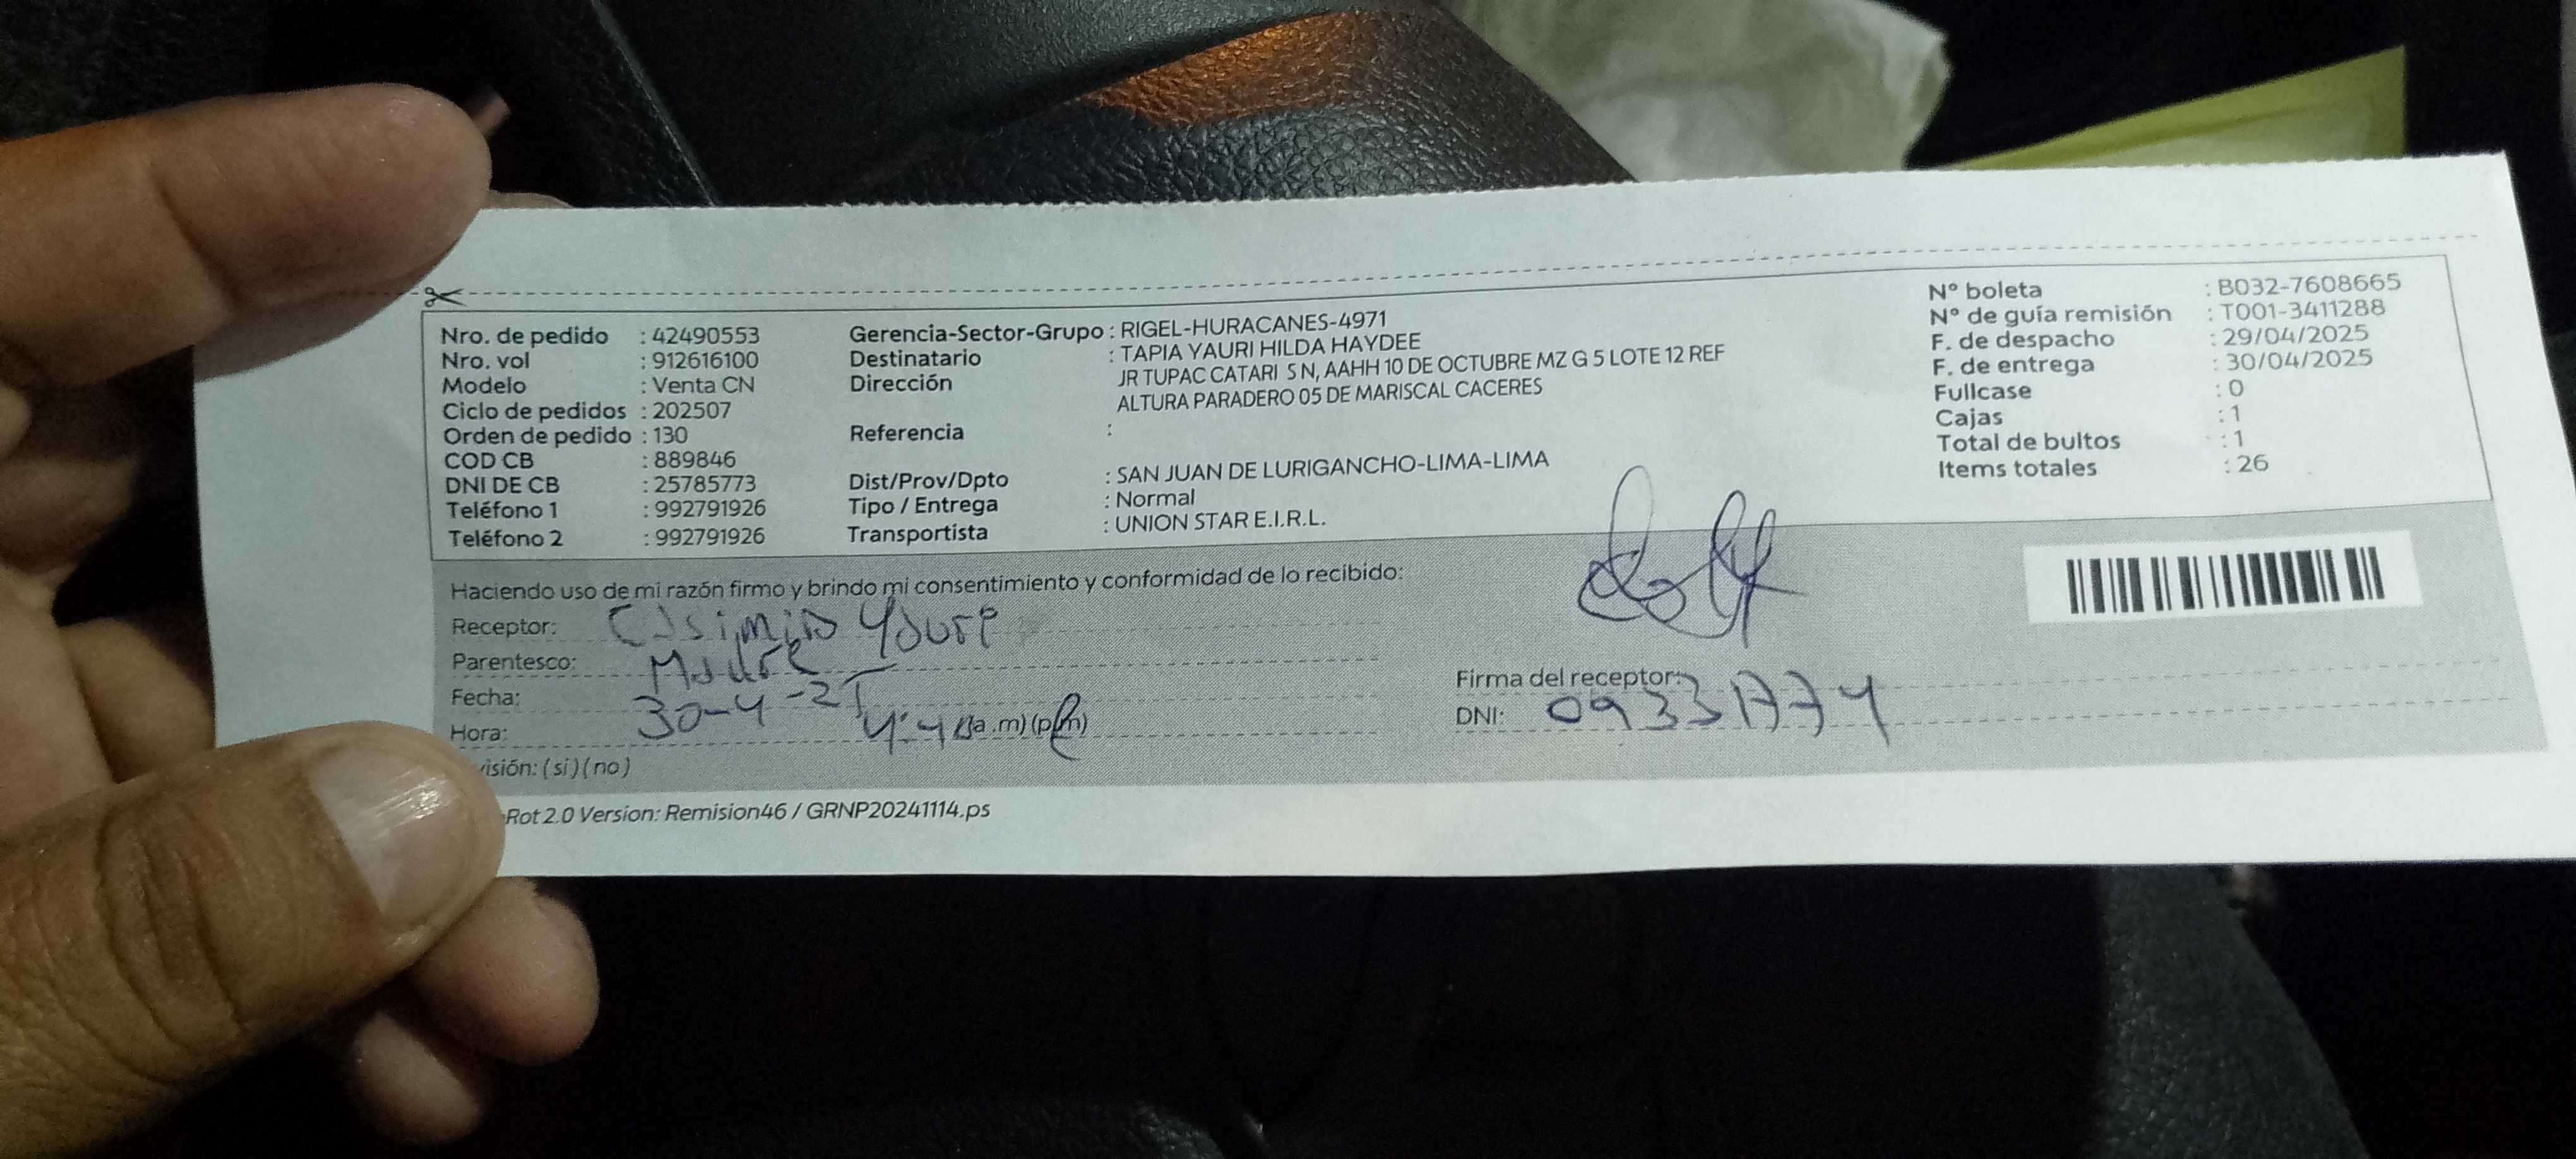 Nro. de pedido : 42490553
Nro. vol : 912616100
Modelo : Venta CN
Ciclo de pedidos : 202507
Orden de pedido : 130
COD CB : 889846
DNI DE CB : 25785773
Teléfono 1 : 992791926
Teléfono 2 : 992791926
Gerencia-Sector-Grupo : RIGEL-HURACANES-4971
Destinatario : TAPIA YAURI HILDA HAYDEE
Dirección JR TUPAC CATARI S N, AAHH 10 DE OCTUBRE MZ G 5 LOTE 12 REF
ALTURA PARADERO 05 DE MARISCAL CACERES
Referencia :
Dist/Prov/Dpto : SAN JUAN DE LURIGANCHO-LIMA-LIMA
Tipo / Entrega : Normal
Transportista : UNION STAR E.I.R.L.
N° boleta : B032-7608665
N° de guía remisión : T001-3411288
F. de despacho : 29/04/2025
F. de entrega : 30/04/2025
Fullcase : 0
Cajas : 1
Total de bultos : 1
Items totales : 26
Haciendo uso de mi razón firmo y brindo mi consentimiento y conformidad de lo recibido:
Receptor:
Parentesco: Madre
Fecha: 30-4-25
Hora: (a.m) (p.m)
visión: ( si ) ( no )
Firma del receptor:
DNI: 09331774
Rot 2.0 Version: Remision46 / GRNP20241114.ps